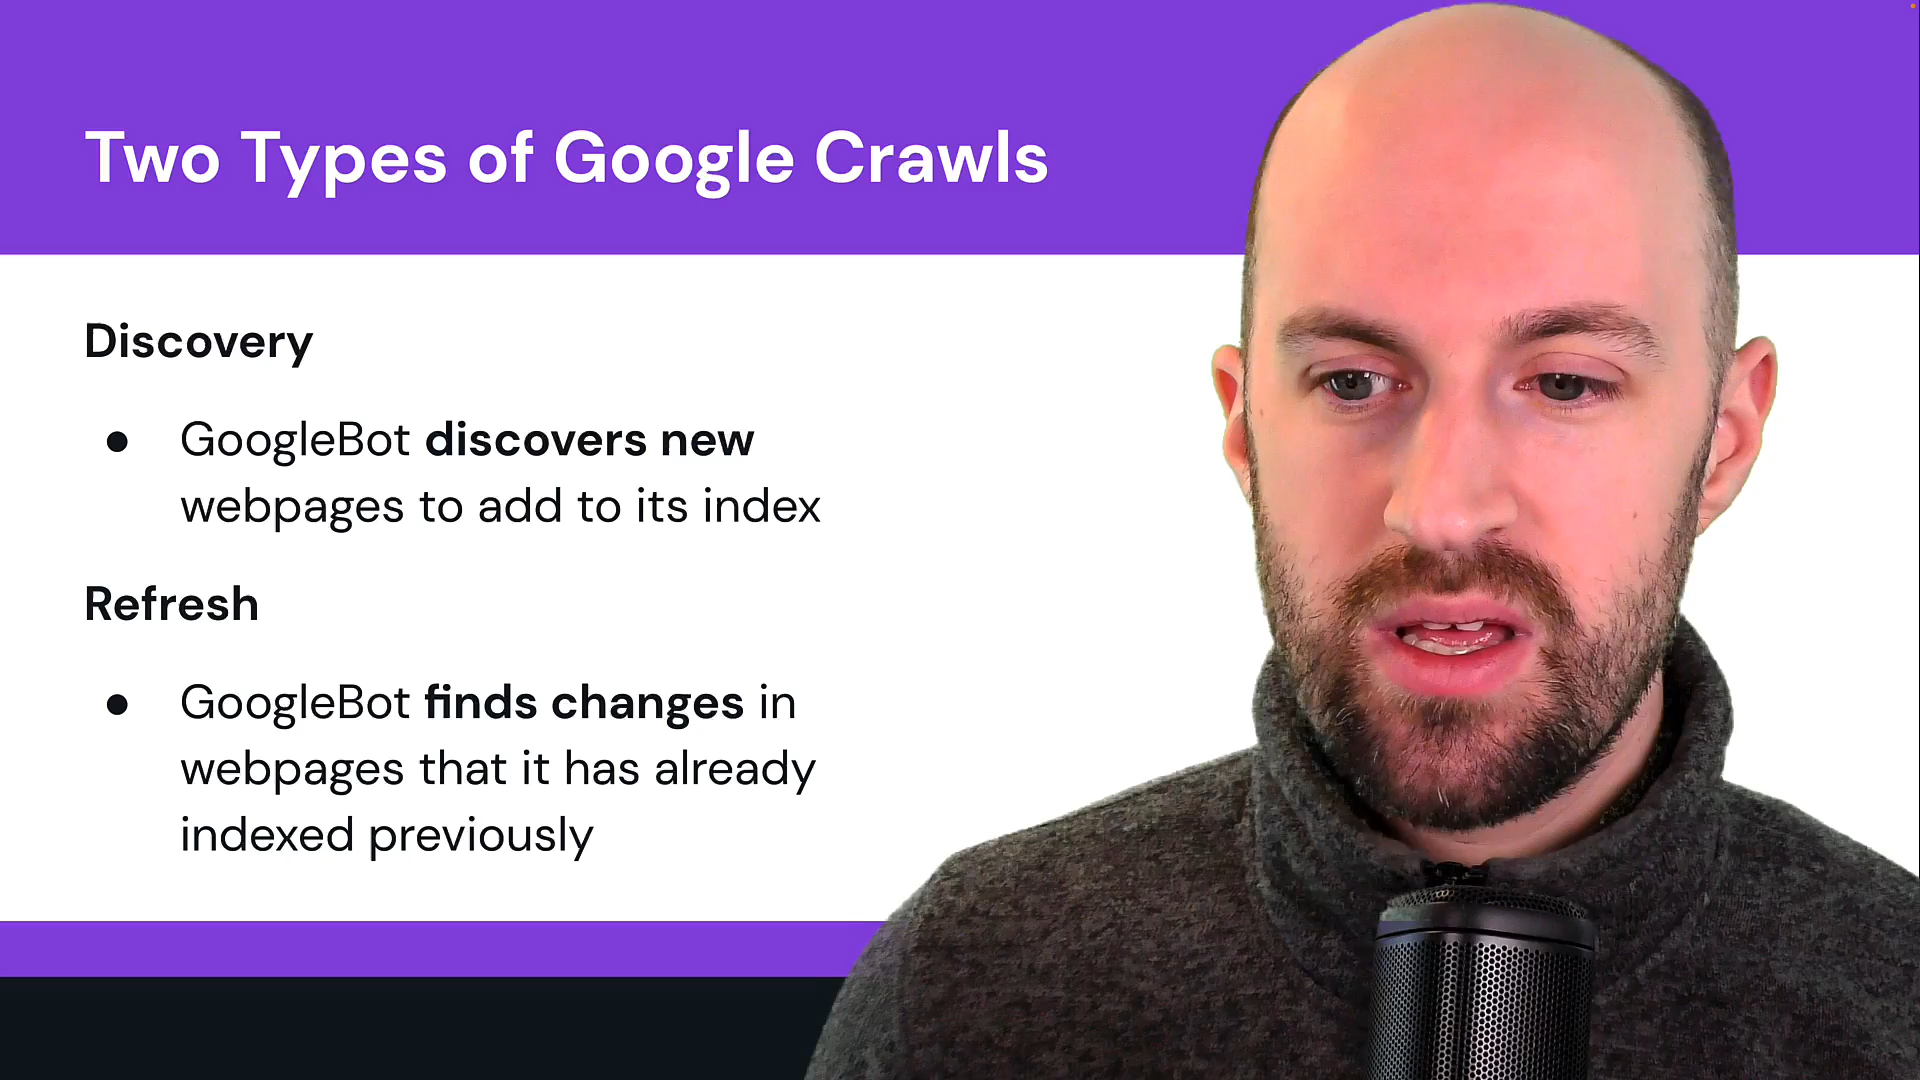 Two Types of Google Crawls
Discovery
● GoogleBot discovers new
webpages to add to its index
Refresh
● GoogleBot finds changes in
webpages that it has already
indexed previously